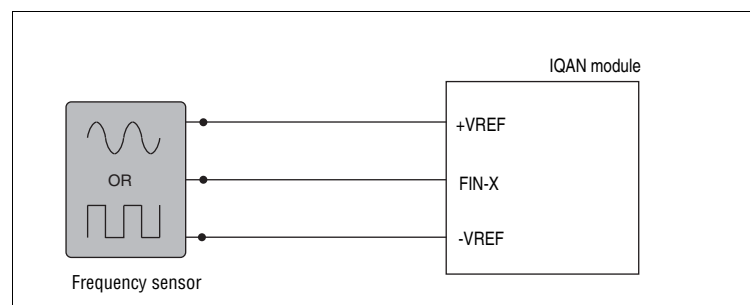 IQAN module
+VREF
OR
FIN-X
-VREF
Frequency sensor